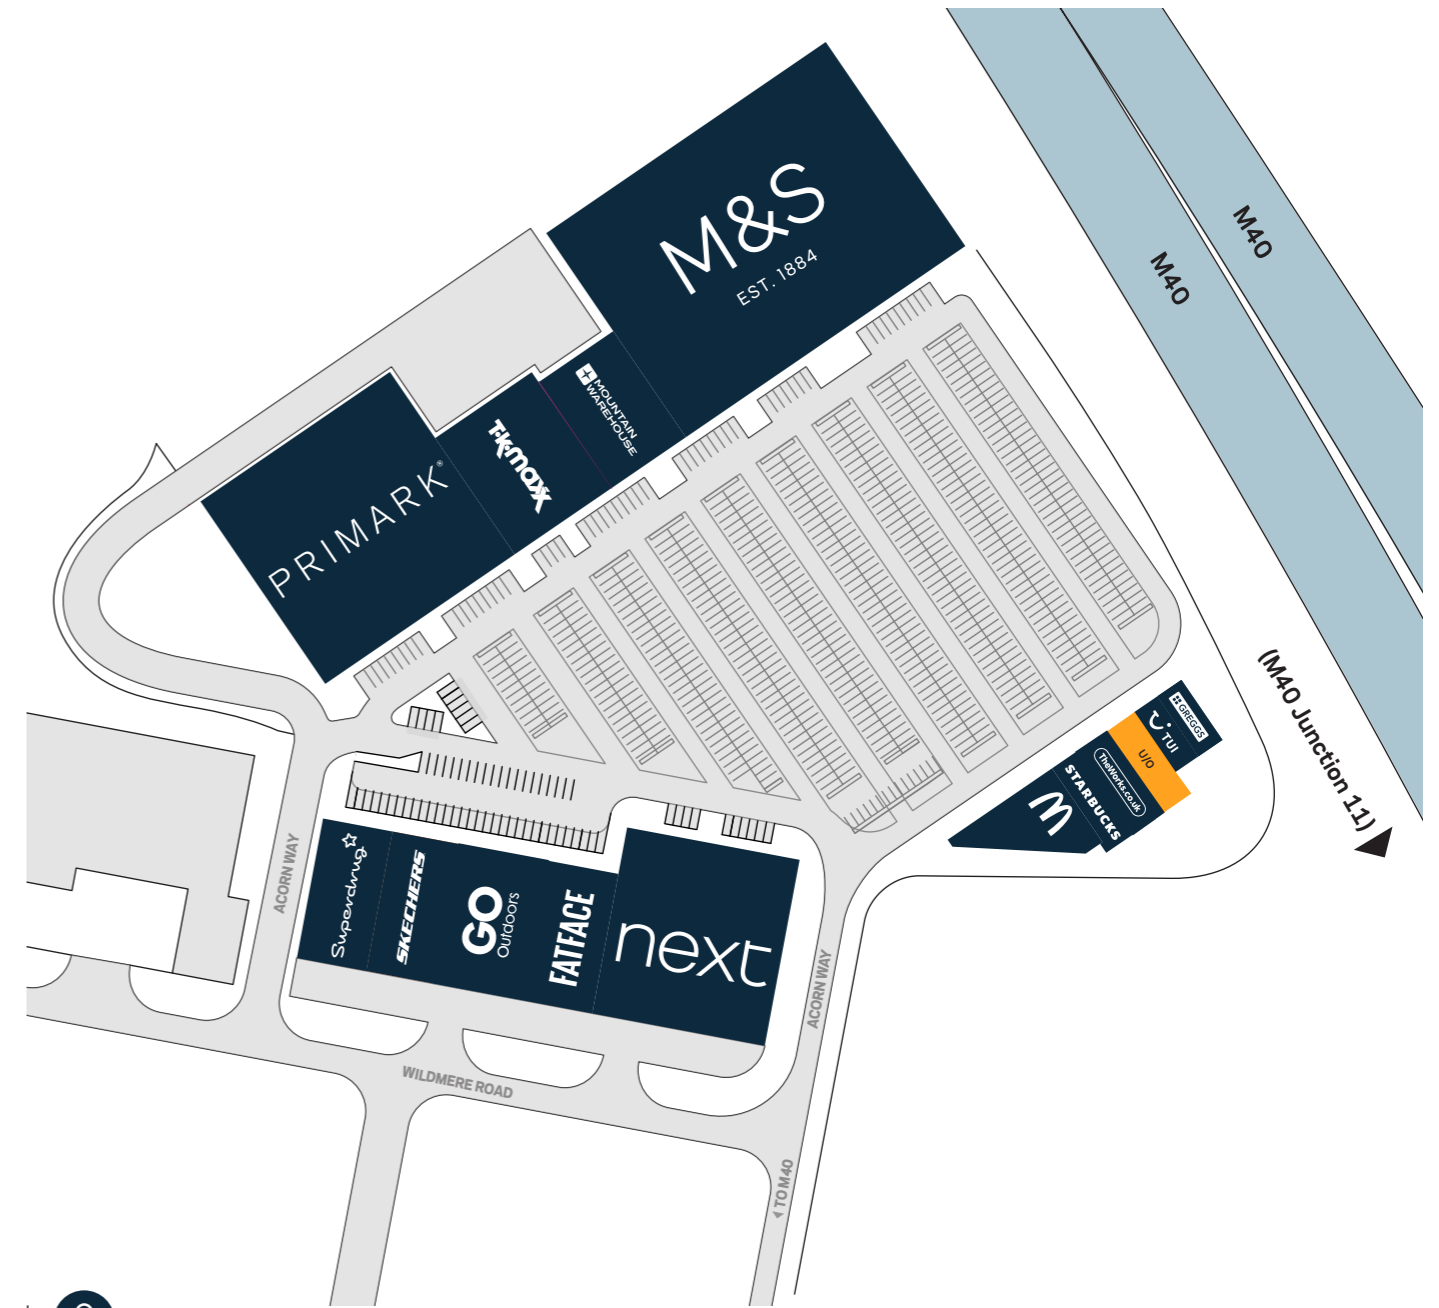 M&S
EST. 1884
M40
M40
MOUNTAIN
WAREHOUSE
T·K·maxx
PRIMARK®
(M40 Junction 11)
GREGGS
TUI
U/O
TheWorks.co.uk
STARBUCKS
M
Superdrug
SKECHERS
GO
Outdoors
FATFACE
next
ACORN WAY
ACORN WAY
WILDMERE ROAD
TO M40